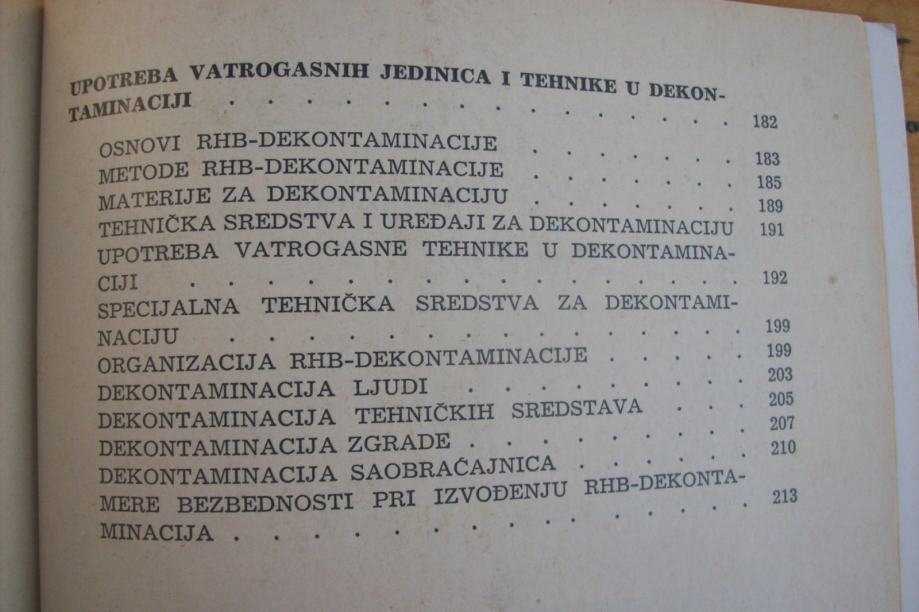 UPOTREBA VATROGASNIH JEDINICA I TEHNIKE U DEKON-
TAMINACIJI . . . . . . . . . . . . . 182
OSNOVI RHB-DEKONTAMINACIJE . . . . . . 183
METODE RHB-DEKONTAMINACIJE . . . . . . 185
MATERIJE ZA DEKONTAMINACIJU . . . . . . 189
TEHNIČKA SREDSTVA I UREĐAJI ZA DEKONTAMINACIJU 191
UPOTREBA VATROGASNE TEHNIKE U DEKONTAMINA-
CIJI . . . . . . . . . . . . . . 192
SPECIJALNA TEHNIČKA SREDSTVA ZA DEKONTAMI-
NACIJU . . . . . . . . . . . . . 199
ORGANIZACIJA RHB-DEKONTAMINACIJE . . . . 199
DEKONTAMINACIJA LJUDI . . . . . . . . 203
DEKONTAMINACIJA TEHNIČKIH SREDSTAVA . . . 205
DEKONTAMINACIJA ZGRADE . . . . . . . . 207
DEKONTAMINACIJA SAOBRAĆAJNICA . . . . . 210
MERE BEZBEDNOSTI PRI IZVOĐENJU RHB-DEKONTA-
MINACIJA . . . . . . . . . . . . . 213